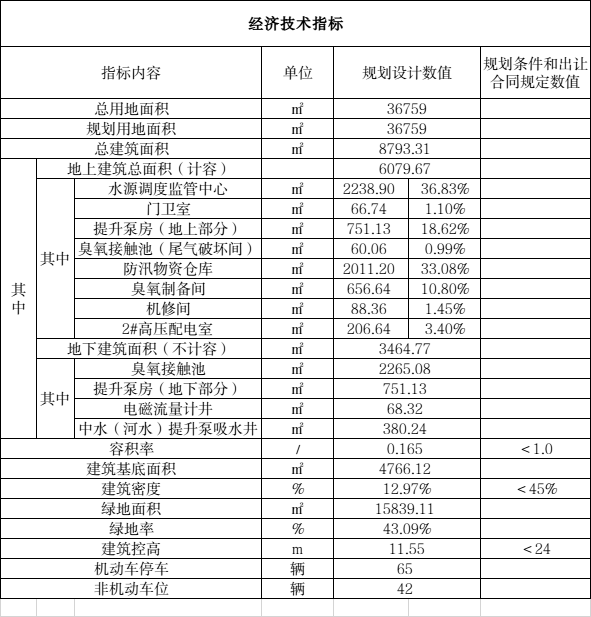 经济技术指标
指标内容 单位 规划设计数值 规划条件和出让
合同规定数值
总用地面积 ㎡ 36759
规划用地面积 ㎡ 36759
总建筑面积 ㎡ 8793.31
其中
地上建筑总面积（计容） ㎡ 6079.67
其中
水源调度监管中心 ㎡ 2238.90 36.83%
门卫室 ㎡ 66.74 1.10%
提升泵房（地上部分） ㎡ 751.13 18.62%
臭氧接触池（尾气破坏间） ㎡ 60.06 0.99%
防汛物资仓库 ㎡ 2011.20 33.08%
臭氧制备间 ㎡ 656.64 10.80%
机修间 ㎡ 88.36 1.45%
2#高压配电室 ㎡ 206.64 3.40%
地下建筑面积（不计容） ㎡ 3464.77
其中
臭氧接触池 ㎡ 2265.08
提升泵房（地下部分） ㎡ 751.13
电磁流量计井 ㎡ 68.32
中水（河水）提升泵吸水井 ㎡ 380.24
容积率 / 0.165 ＜1.0
建筑基底面积 ㎡ 4766.12
建筑密度 % 12.97% ＜45%
绿地面积 ㎡ 15839.11
绿地率 % 43.09%
建筑控高 m 11.55 ＜24
机动车停车 辆 65
非机动车位 辆 42